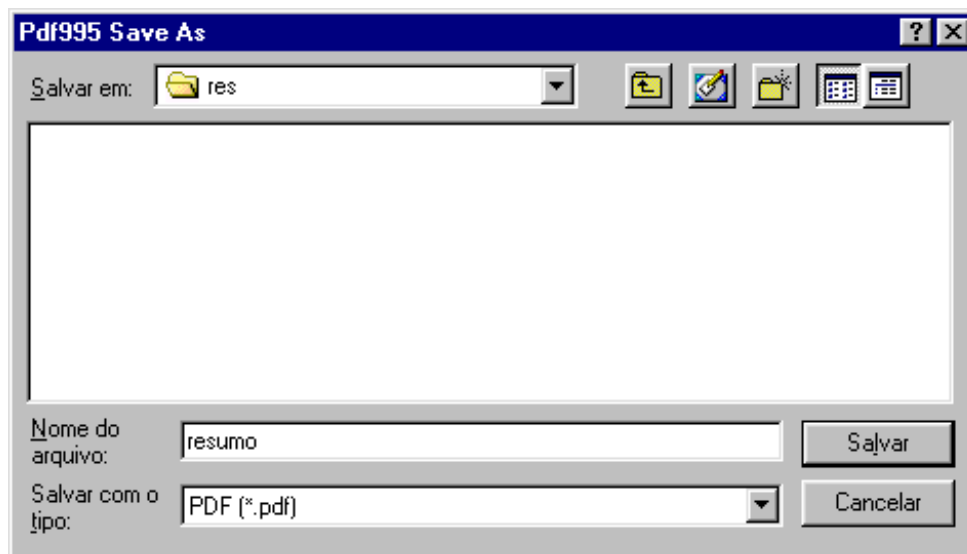 Pdf995 Save As
Salvar em: res
Nome do
arquivo:
resumo
Salvar
Salvar com o
tipo:
PDF (*.pdf)
Cancelar